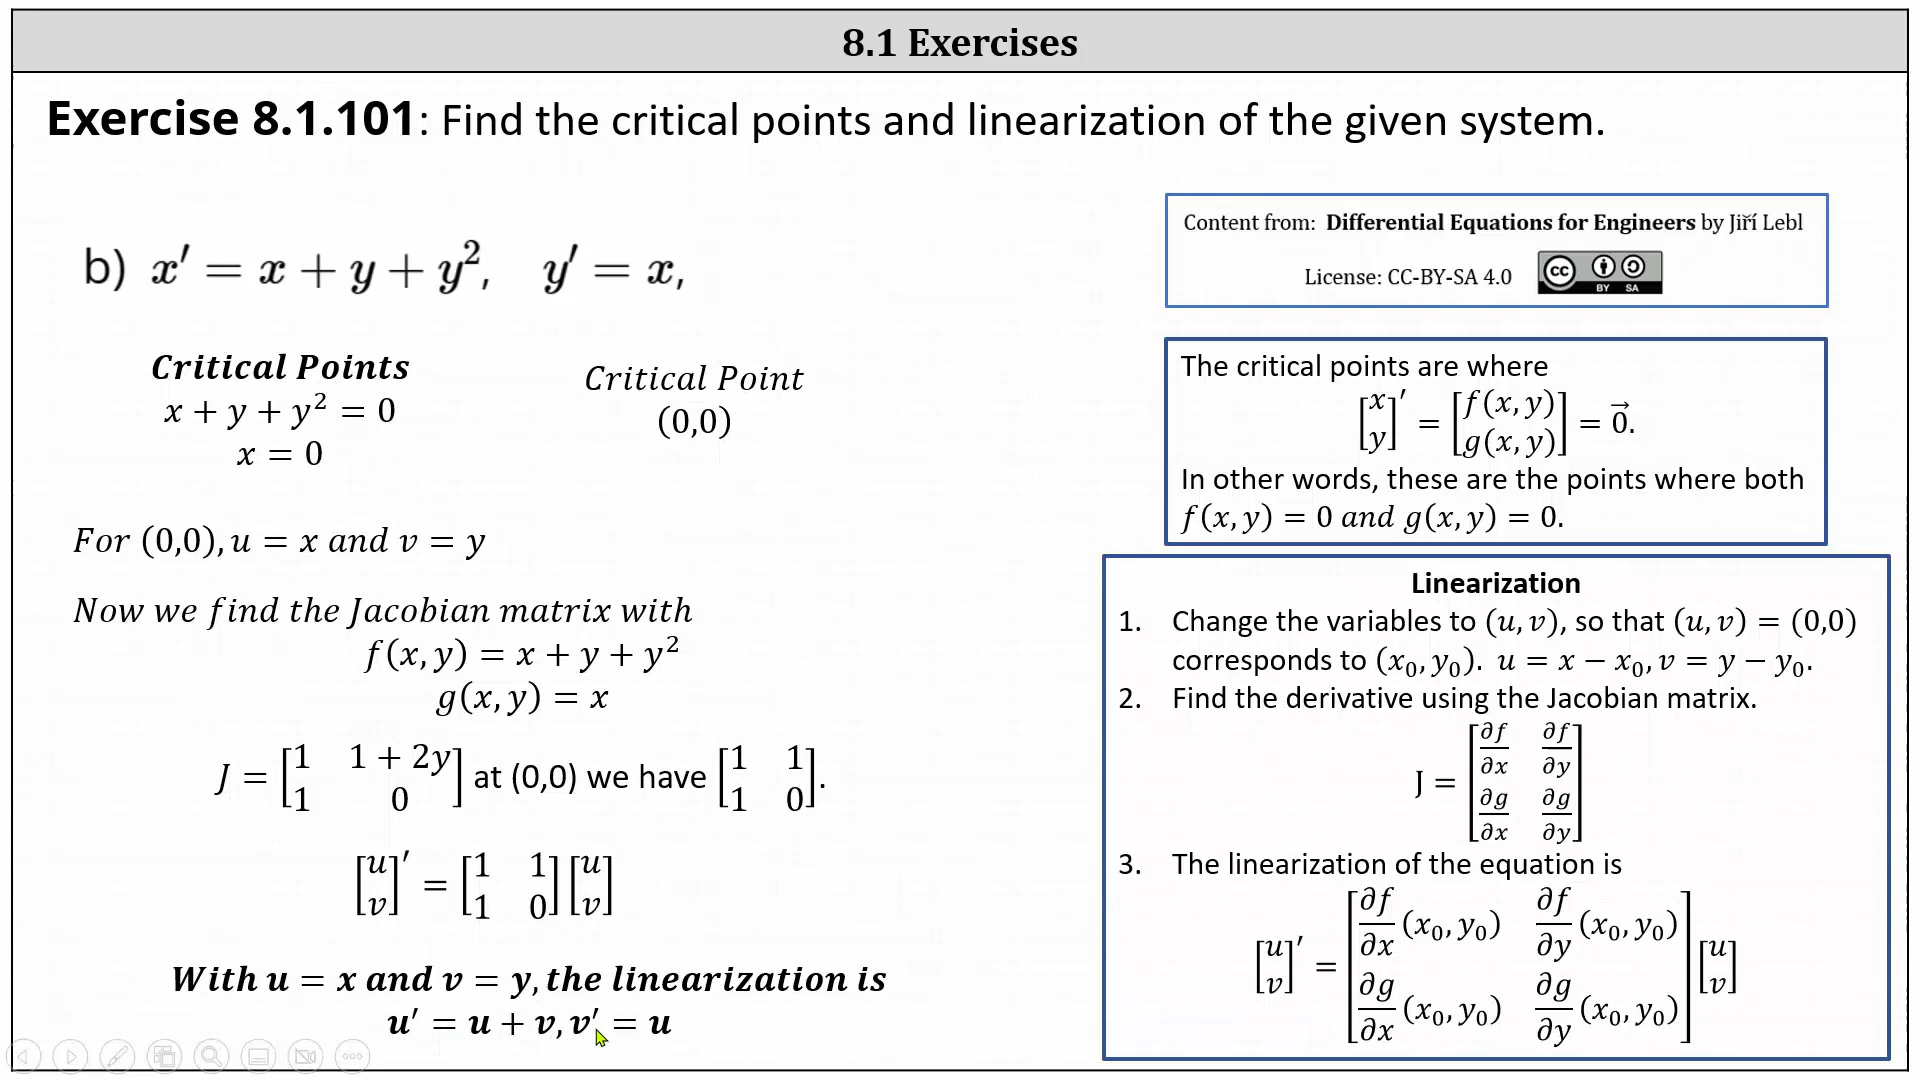 8.1 Exercises
Exercise 8.1.101: Find the critical points and linearization of the given system.
b) x′ = x + y + y², y′ = x,
Critical Points
x + y + y² = 0
x = 0
Critical Point
(0,0)
For (0,0), u = x and v = y
Now we find the Jacobian matrix with
f(x, y) = x + y + y²
g(x, y) = x
J = [1 1 + 2y; 1 0] at (0,0) we have [1 1; 1 0].
[u; v]′ = [1 1; 1 0] [u; v]
With u = x and v = y, the linearization is
u′ = u + v, v′ = u
Content from: Differential Equations for Engineers by Jiří Lebl
License: CC-BY-SA 4.0
cc BY SA
The critical points are where
[x; y]′ = [f(x, y); g(x, y)] = 0⃗.
In other words, these are the points where both
f(x, y) = 0 and g(x, y) = 0.
Linearization
1. Change the variables to (u, v), so that (u, v) = (0,0)
corresponds to (x₀, y₀). u = x − x₀, v = y − y₀.
2. Find the derivative using the Jacobian matrix.
J = [∂f/∂x ∂f/∂y; ∂g/∂x ∂g/∂y]
3. The linearization of the equation is
[u; v]′ = [∂f/∂x (x₀, y₀) ∂f/∂y (x₀, y₀); ∂g/∂x (x₀, y₀) ∂g/∂y (x₀, y₀)] [u; v]